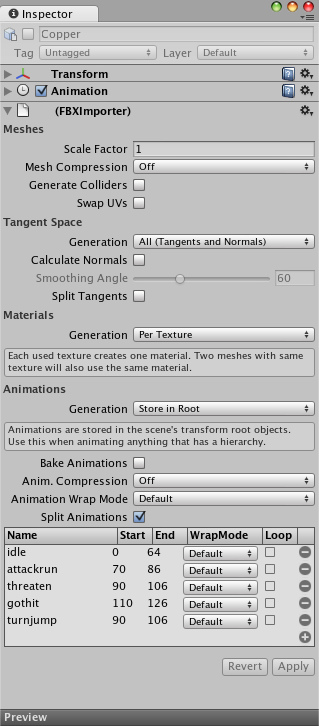 Inspector
Copper
Tag Untagged Layer Default
Transform
Animation
(FBXImporter)
Meshes
Scale Factor 1
Mesh Compression Off
Generate Colliders
Swap UVs
Tangent Space
Generation All (Tangents and Normals)
Calculate Normals
Smoothing Angle 60
Split Tangents
Materials
Generation Per Texture
Each used texture creates one material. Two meshes with same
texture will also use the same material.
Animations
Generation Store in Root
Animations are stored in the scene's transform root objects.
Use this when animating anything that has a hierarchy.
Bake Animations
Anim. Compression Off
Animation Wrap Mode Default
Split Animations
Name Start End WrapMode Loop
idle 0 64 Default
attackrun 70 86 Default
threaten 90 106 Default
gothit 110 126 Default
turnjump 90 106 Default
Revert Apply
Preview